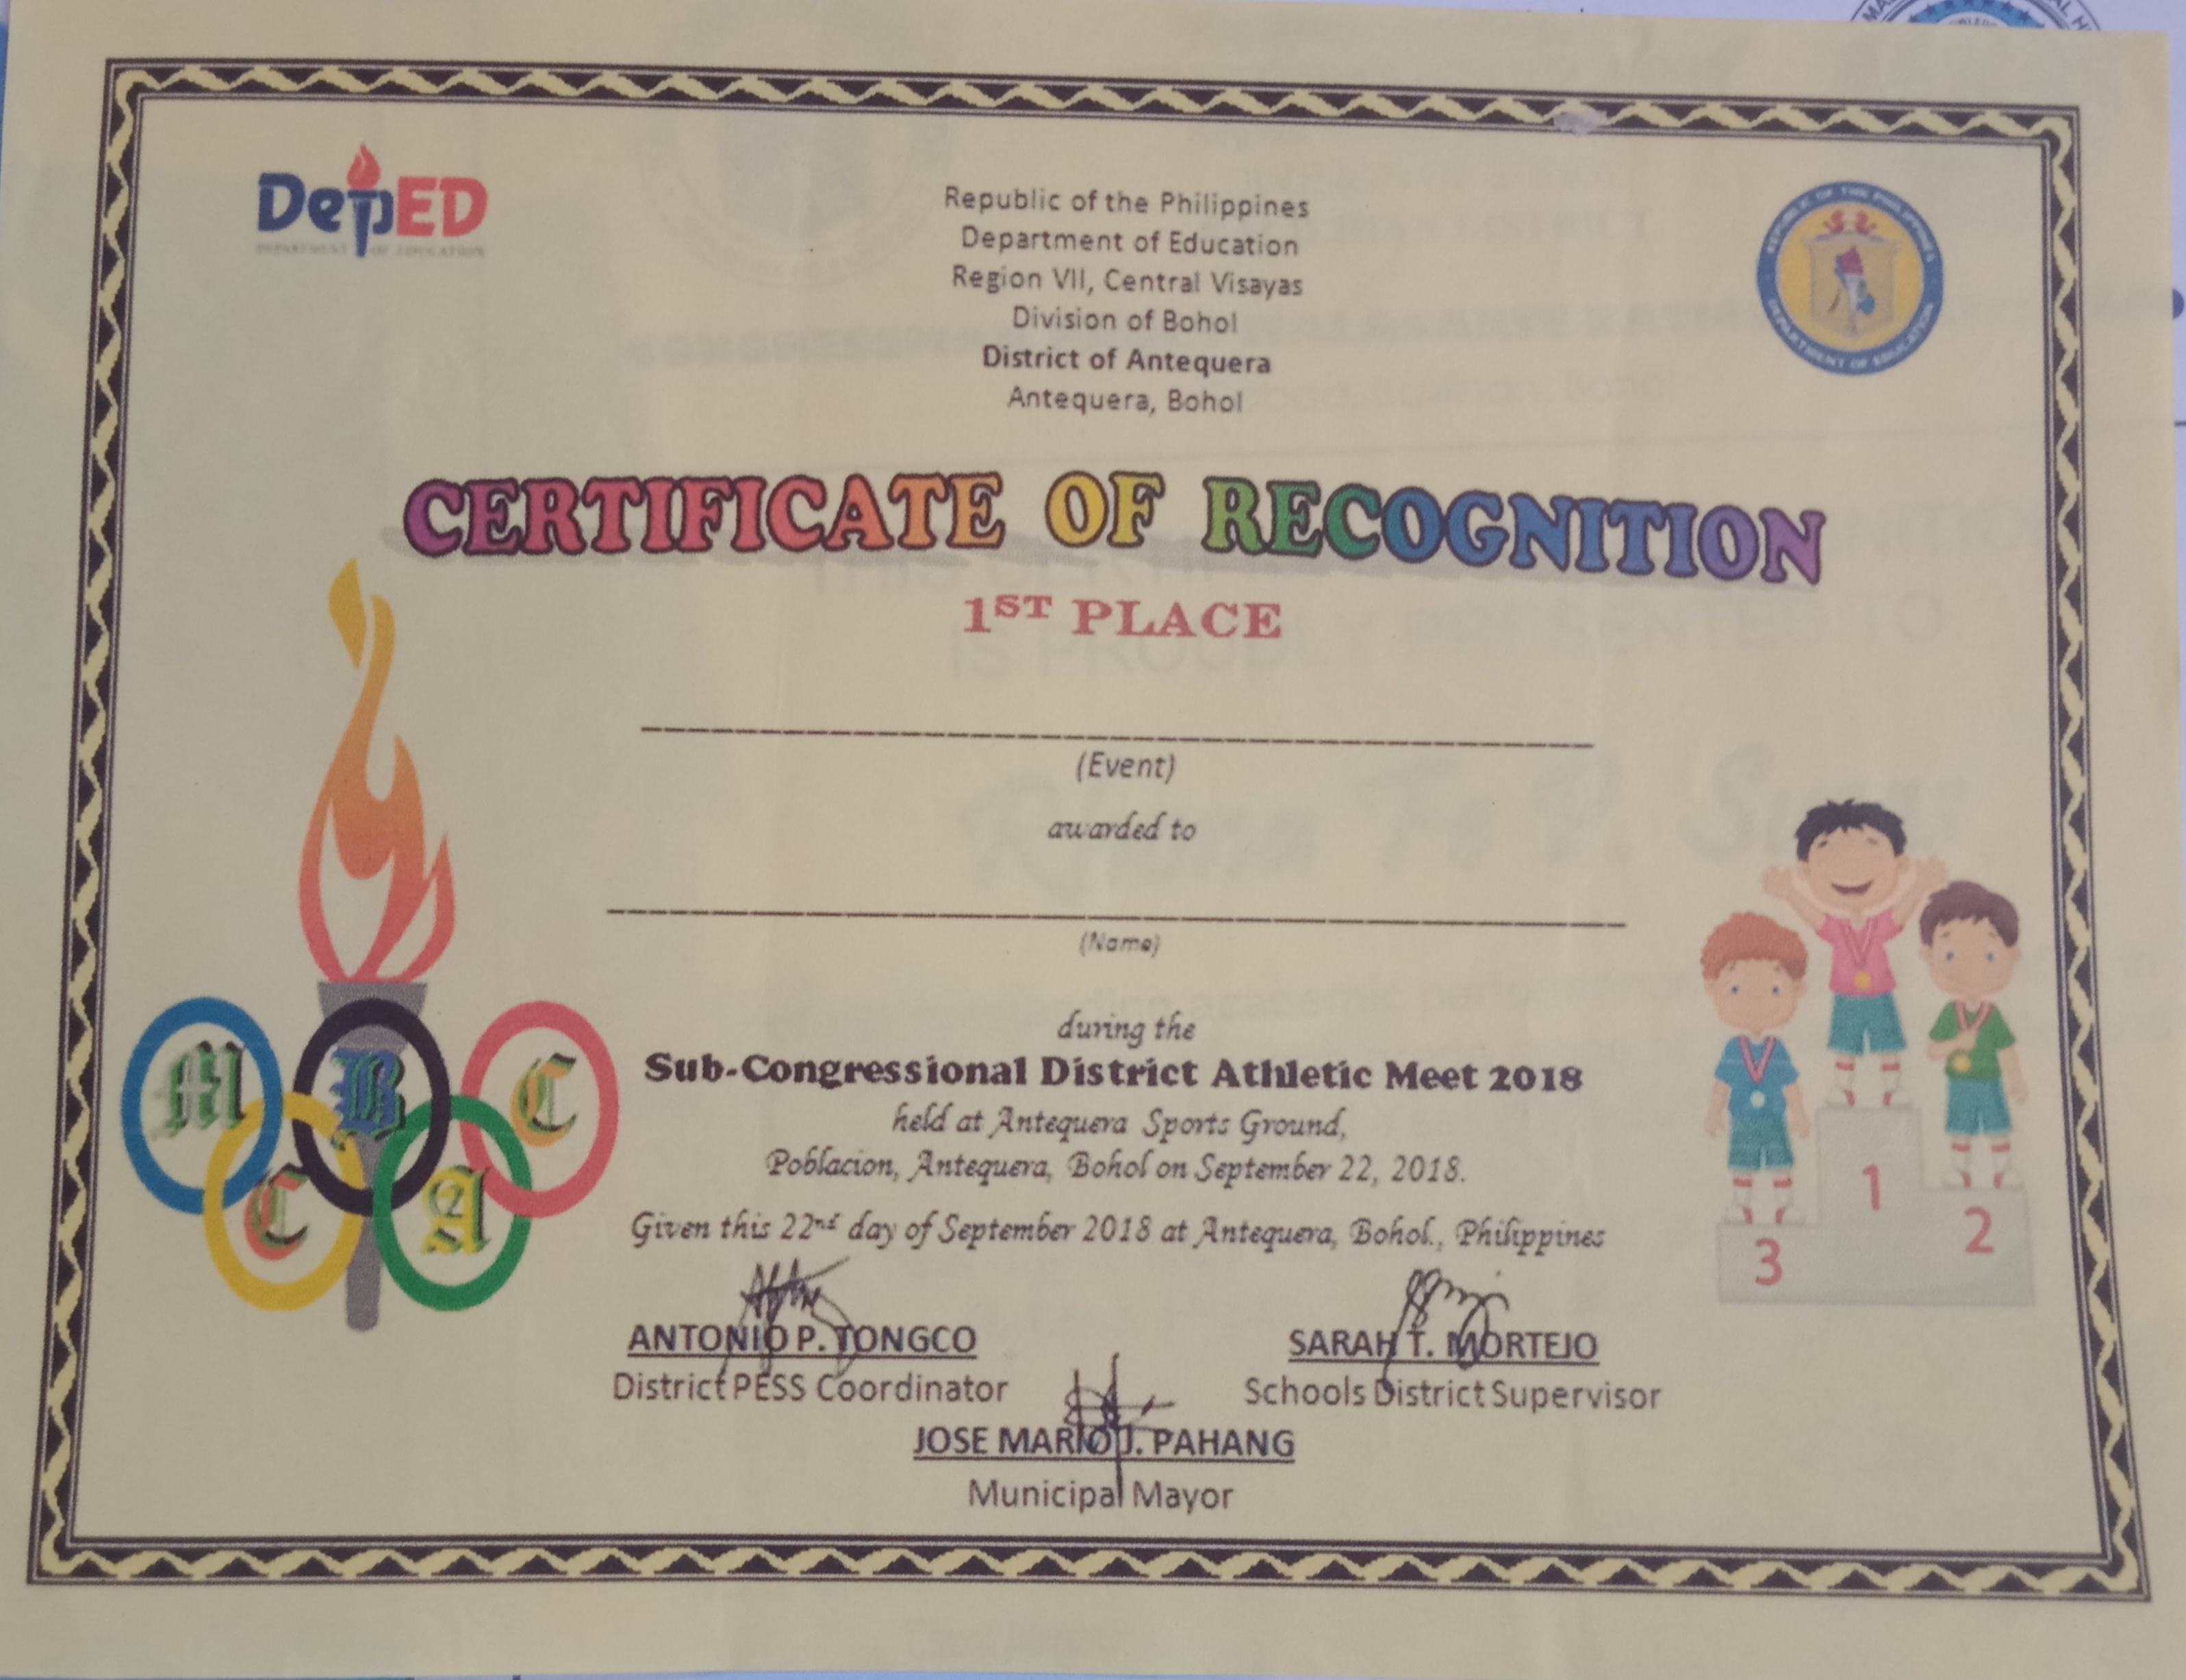 DepED
DEPARTMENT OF EDUCATION
REPUBLIC OF THE PHILIPPINES
DEPARTMENT OF EDUCATION
Republic of the Philippines
Department of Education
Region VII, Central Visayas
Division of Bohol
District of Antequera
Antequera, Bohol
CERTIFICATE OF RECOGNITION
1ST PLACE
(Event)
awarded to
(Name)
during the
Sub-Congressional District Athletic Meet 2018
held at Antequera Sports Ground,
Poblacion, Antequera, Bohol on September 22, 2018.
Given this 22nd day of September 2018 at Antequera, Bohol., Philippines
M B C
C A
1
2
3
ANTONIO P. TONGCO
District PESS Coordinator
SARAH T. MORTEJO
Schools District Supervisor
JOSE MARIO J. PAHANG
Municipal Mayor